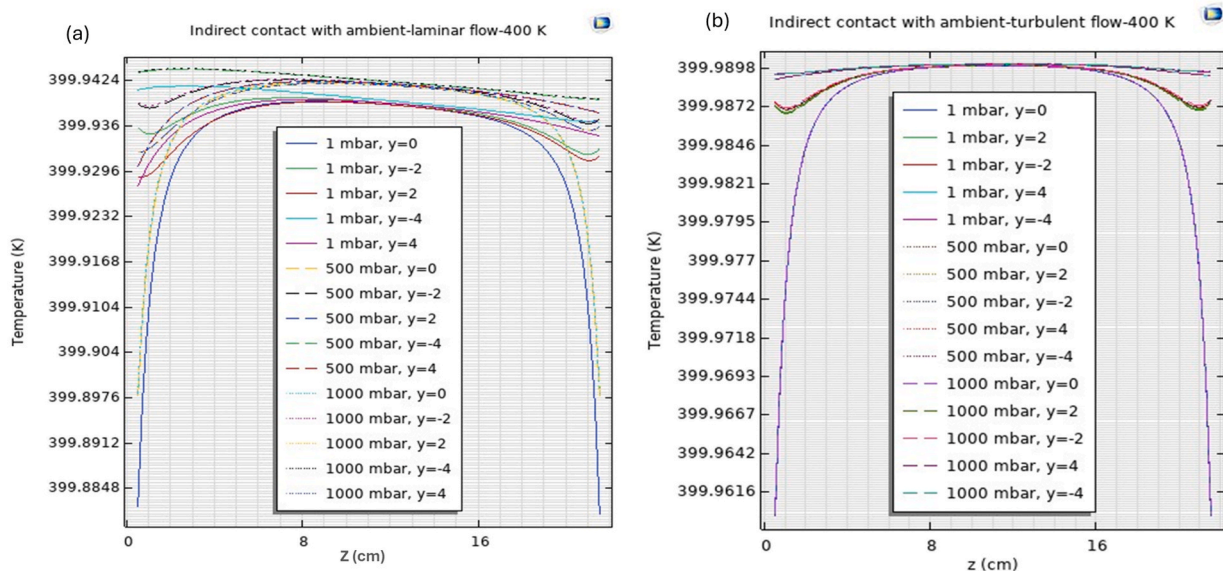 (a)
Indirect contact with ambient-laminar flow-400 K
399.9424
399.936
399.9296
399.9232
399.9168
399.9104
399.904
399.8976
399.8912
399.8848
Temperature (K)
1 mbar, y=0
1 mbar, y=-2
1 mbar, y=2
1 mbar, y=-4
1 mbar, y=4
500 mbar, y=0
500 mbar, y=-2
500 mbar, y=2
500 mbar, y=-4
500 mbar, y=4
1000 mbar, y=0
1000 mbar, y=-2
1000 mbar, y=2
1000 mbar, y=-4
1000 mbar, y=4
0
8
16
Z (cm)
(b)
Indirect contact with ambient-turbulent flow-400 K
399.9898
399.9872
399.9846
399.9821
399.9795
399.977
399.9744
399.9718
399.9693
399.9667
399.9642
399.9616
Temperature (K)
1 mbar, y=0
1 mbar, y=2
1 mbar, y=-2
1 mbar, y=4
1 mbar, y=-4
500 mbar, y=0
500 mbar, y=2
500 mbar, y=-2
500 mbar, y=4
500 mbar, y=-4
1000 mbar, y=0
1000 mbar, y=2
1000 mbar, y=-2
1000 mbar, y=4
1000 mbar, y=-4
0
8
16
z (cm)